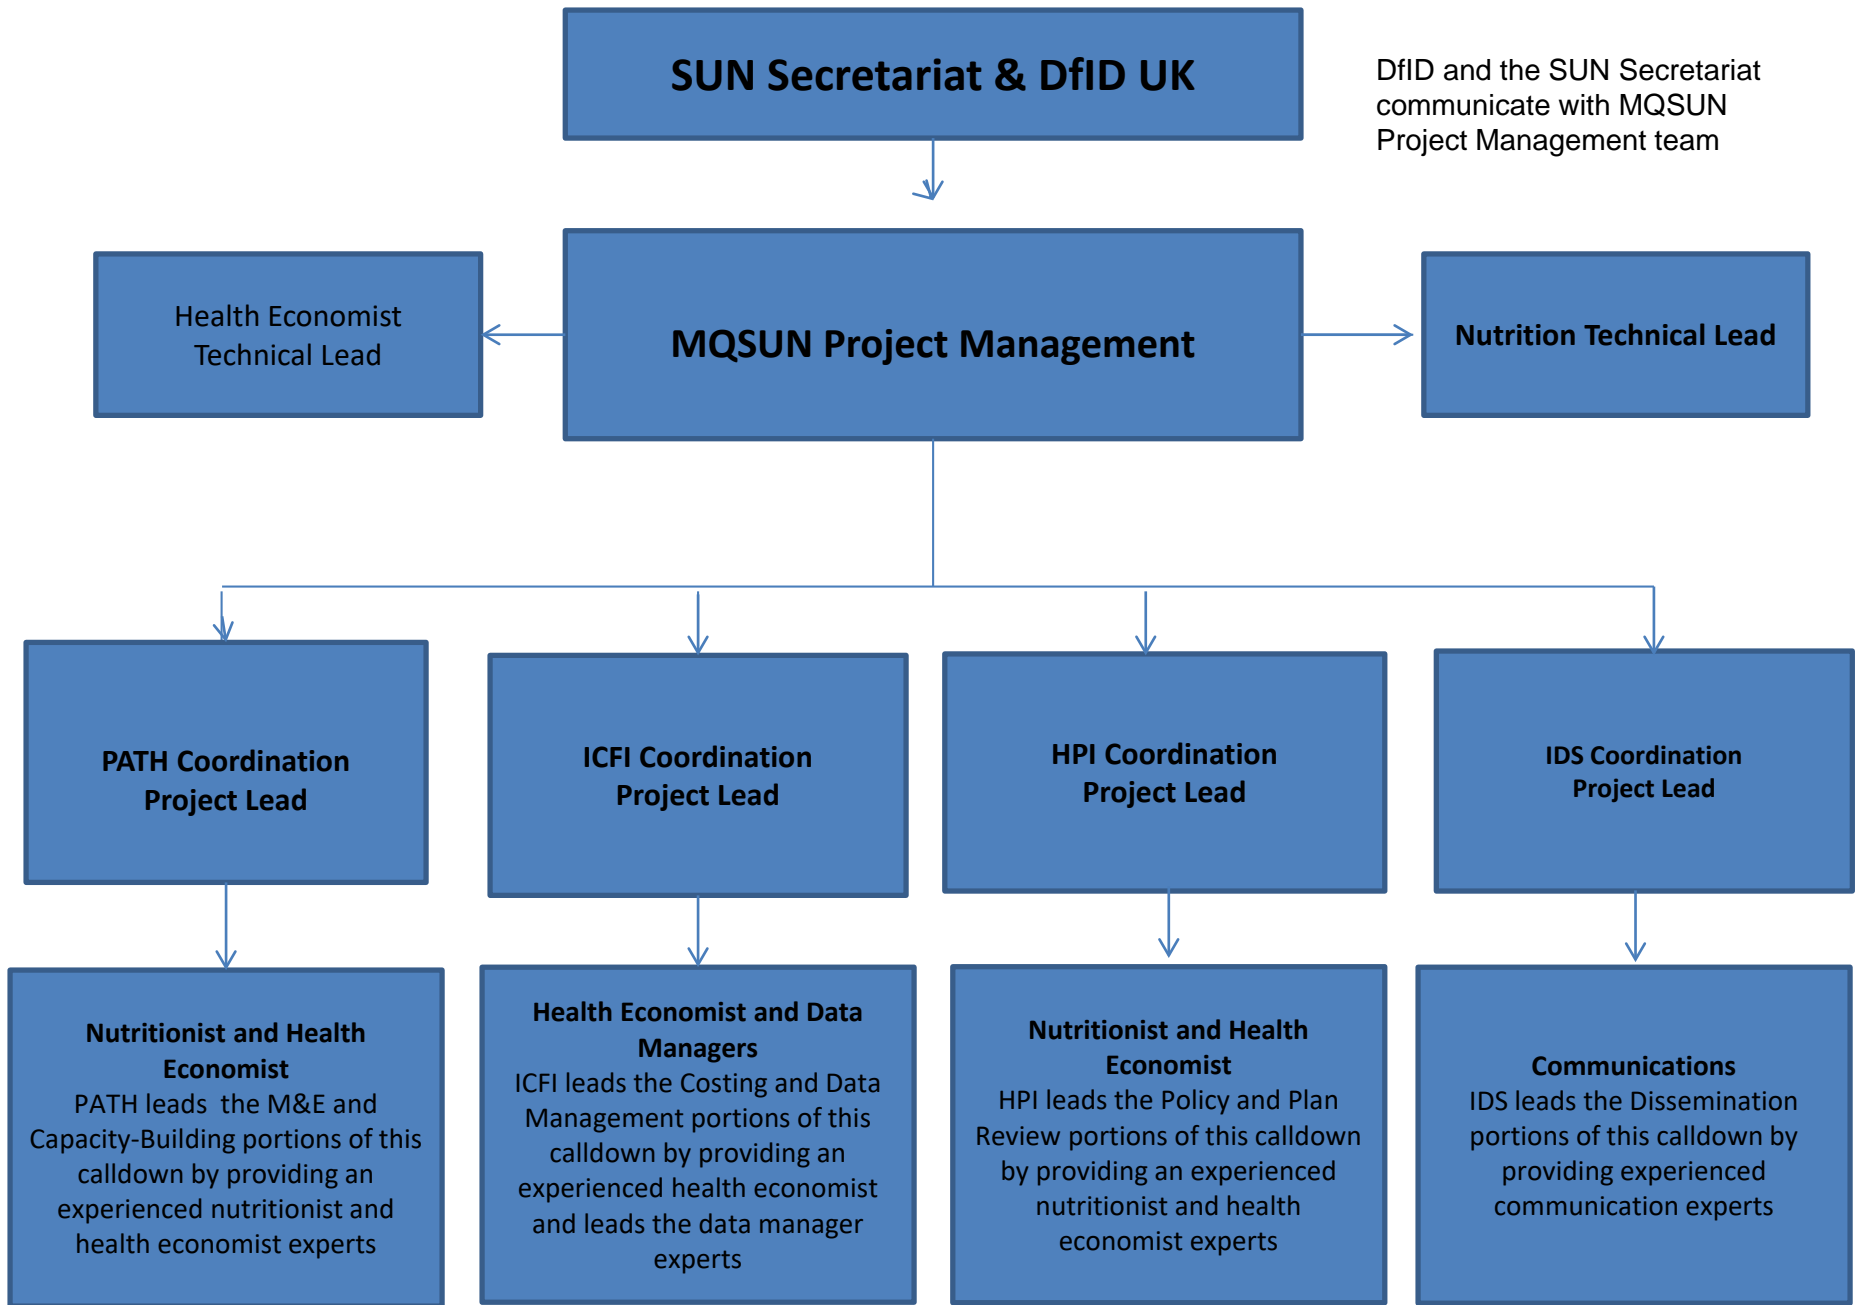 SUN Secretariat & DfID UK
DfID and the SUN Secretariat
communicate with MQSUN
Project Management team
Health Economist
Technical Lead
MQSUN Project Management
Nutrition Technical Lead
PATH Coordination
Project Lead
ICFI Coordination
Project Lead
HPI Coordination
Project Lead
IDS Coordination
Project Lead
Nutritionist and Health
Economist
PATH leads the M&E and
Capacity-Building portions of this
calldown by providing an
experienced nutritionist and
health economist experts
Health Economist and Data
Managers
ICFI leads the Costing and Data
Management portions of this
calldown by providing an
experienced health economist
and leads the data manager
experts
Nutritionist and Health
Economist
HPI leads the Policy and Plan
Review portions of this calldown
by providing an experienced
nutritionist and health
economist experts
Communications
IDS leads the Dissemination
portions of this calldown by
providing experienced
communication experts